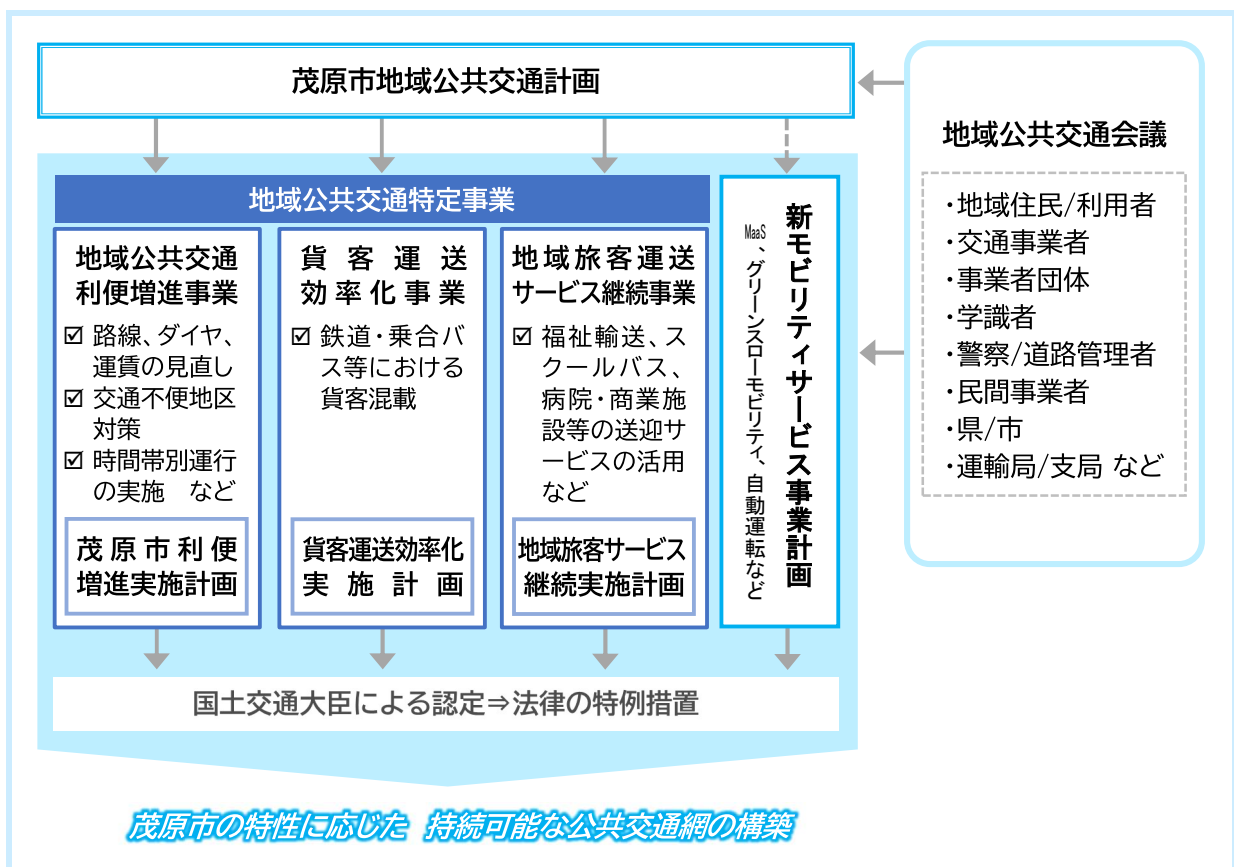 茂原市地域公共交通計画
地域公共交通特定事業
地域公共交通
利便増進事業
☑ 路線、ダイヤ、
運賃の見直し
☑ 交通不便地区
対策
☑ 時間帯別運行
の実施　など
茂原市利便
増進実施計画
貨客運送
効率化事業
☑ 鉄道・乗合バ
ス等における
貨客混載
貨客運送効率化
実施計画
地域旅客運送
サービス継続事業
☑ 福祉輸送、ス
クールバス、
病院・商業施
設等の送迎サ
ービスの活用
など
地域旅客サービス
継続実施計画
新モビリティサービス事業計画
MaaS、グリーンスローモビリティ、自動運転など
国土交通大臣による認定⇒法律の特例措置
茂原市の特性に応じた 持続可能な公共交通網の構築
地域公共交通会議
・地域住民/利用者
・交通事業者
・事業者団体
・学識者
・警察/道路管理者
・民間事業者
・県/市
・運輸局/支局 など